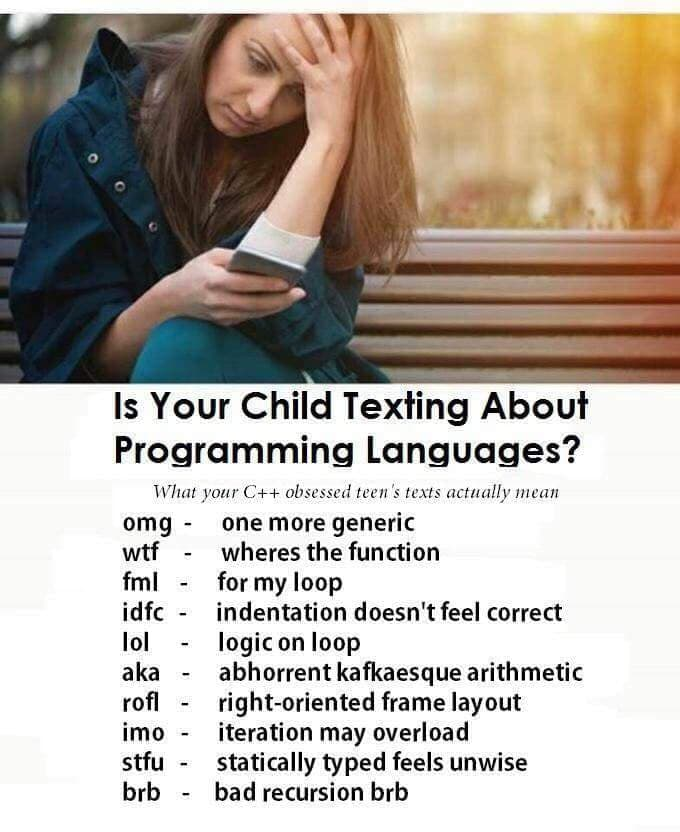 Is Your Child Texting About
Programming Languages?
What your C++ obsessed teen's texts actually mean
omg - one more generic
wtf - wheres the function
fml - for my loop
idfc - indentation doesn't feel correct
lol - logic on loop
aka - abhorrent kafkaesque arithmetic
rofl - right-oriented frame layout
imo - iteration may overload
stfu - statically typed feels unwise
brb - bad recursion brb